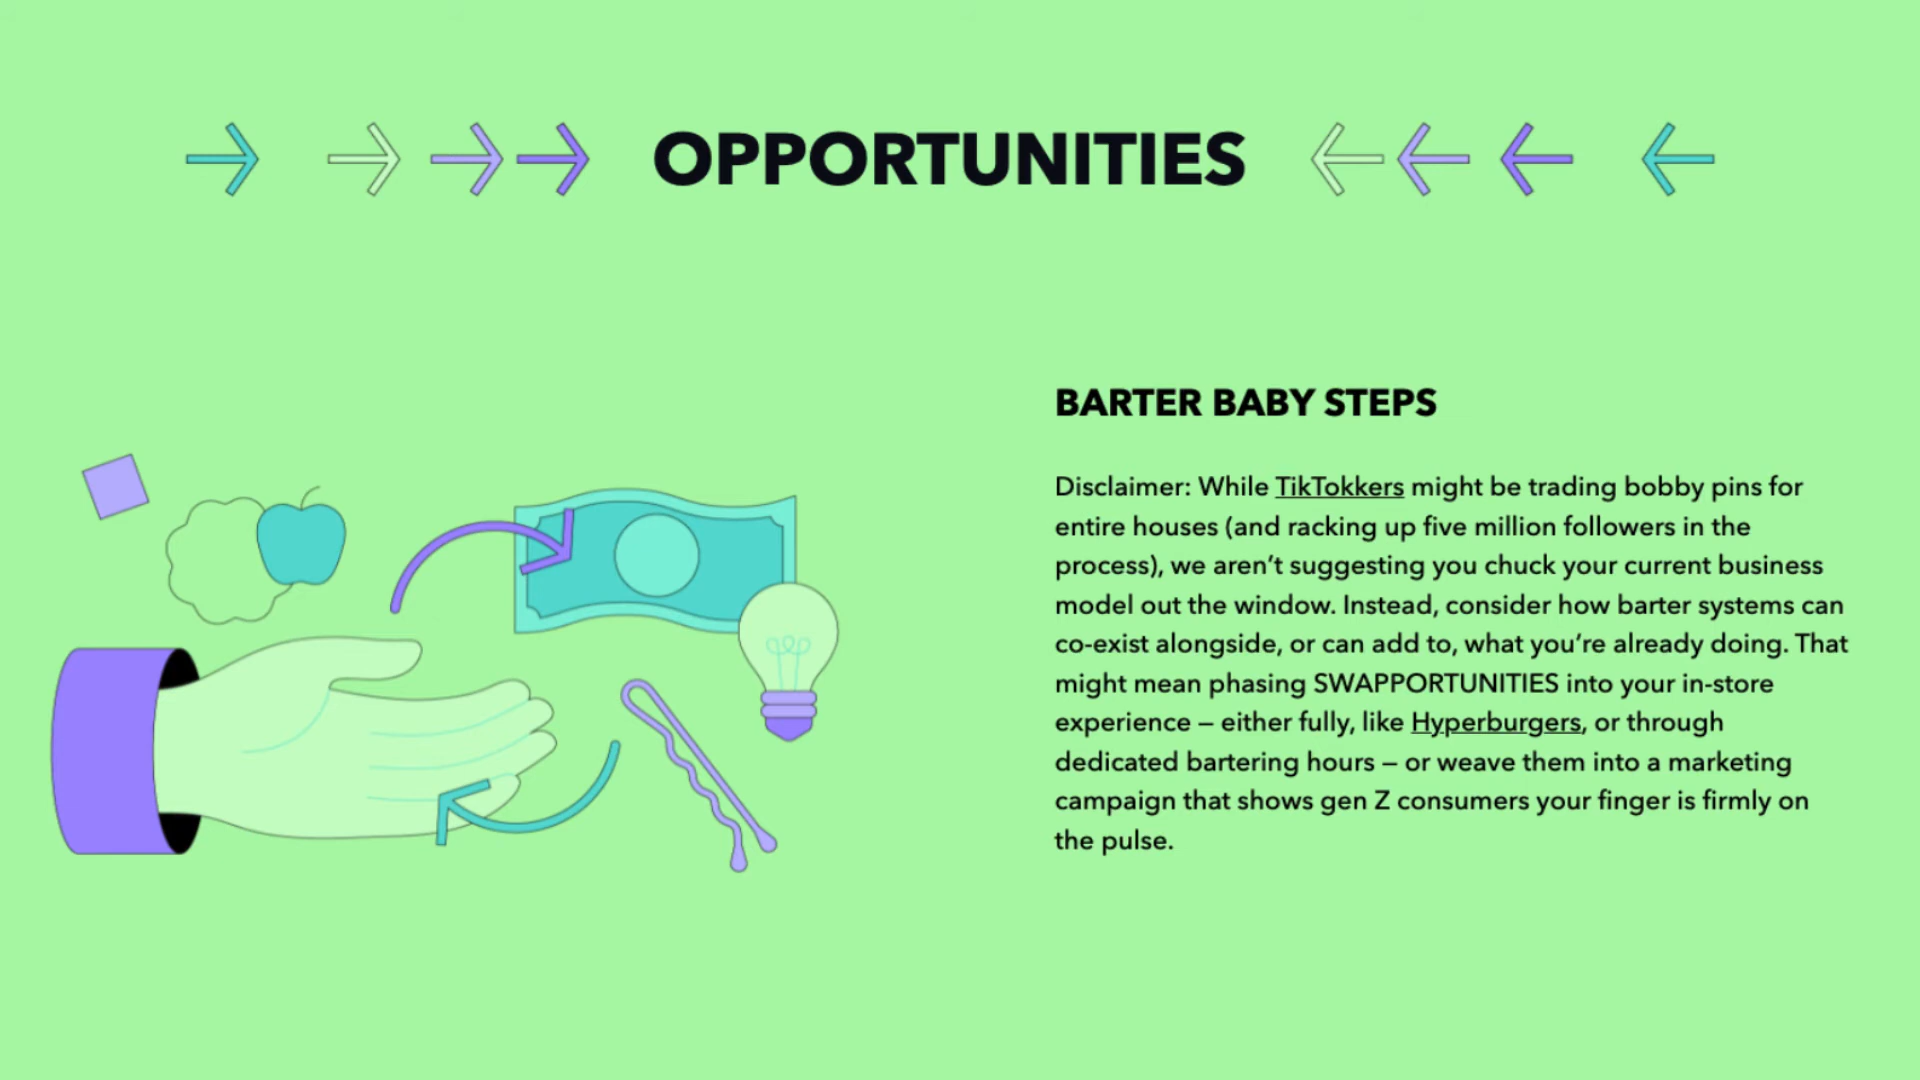 OPPORTUNITIES
BARTER BABY STEPS
Disclaimer: While TikTokkers might be trading bobby pins for
entire houses (and racking up five million followers in the
process), we aren’t suggesting you chuck your current business
model out the window. Instead, consider how barter systems can
co-exist alongside, or can add to, what you’re already doing. That
might mean phasing SWAPPORTUNITIES into your in-store
experience – either fully, like Hyperburgers, or through
dedicated bartering hours – or weave them into a marketing
campaign that shows gen Z consumers your finger is firmly on
the pulse.